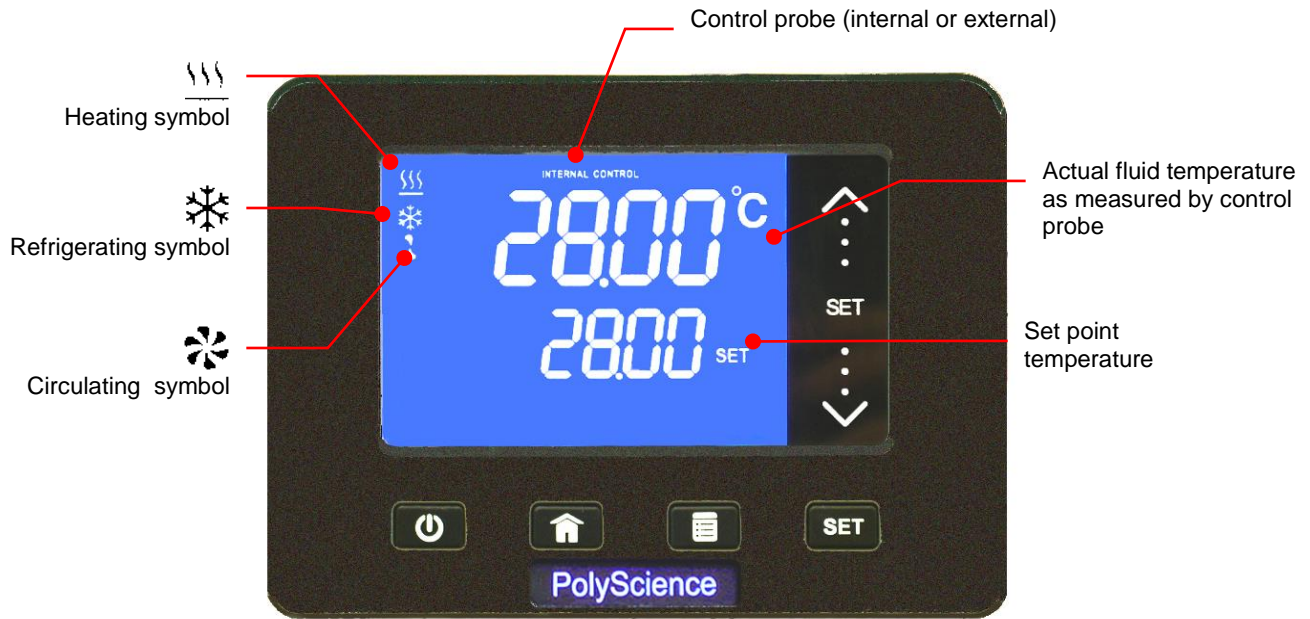 Control probe (internal or external)
Heating symbol
INTERNAL CONTROL
28.00°C
Actual fluid temperature
as measured by control
probe
Refrigerating symbol
SET
28.00 SET
Set point
temperature
Circulating symbol
SET
PolyScience